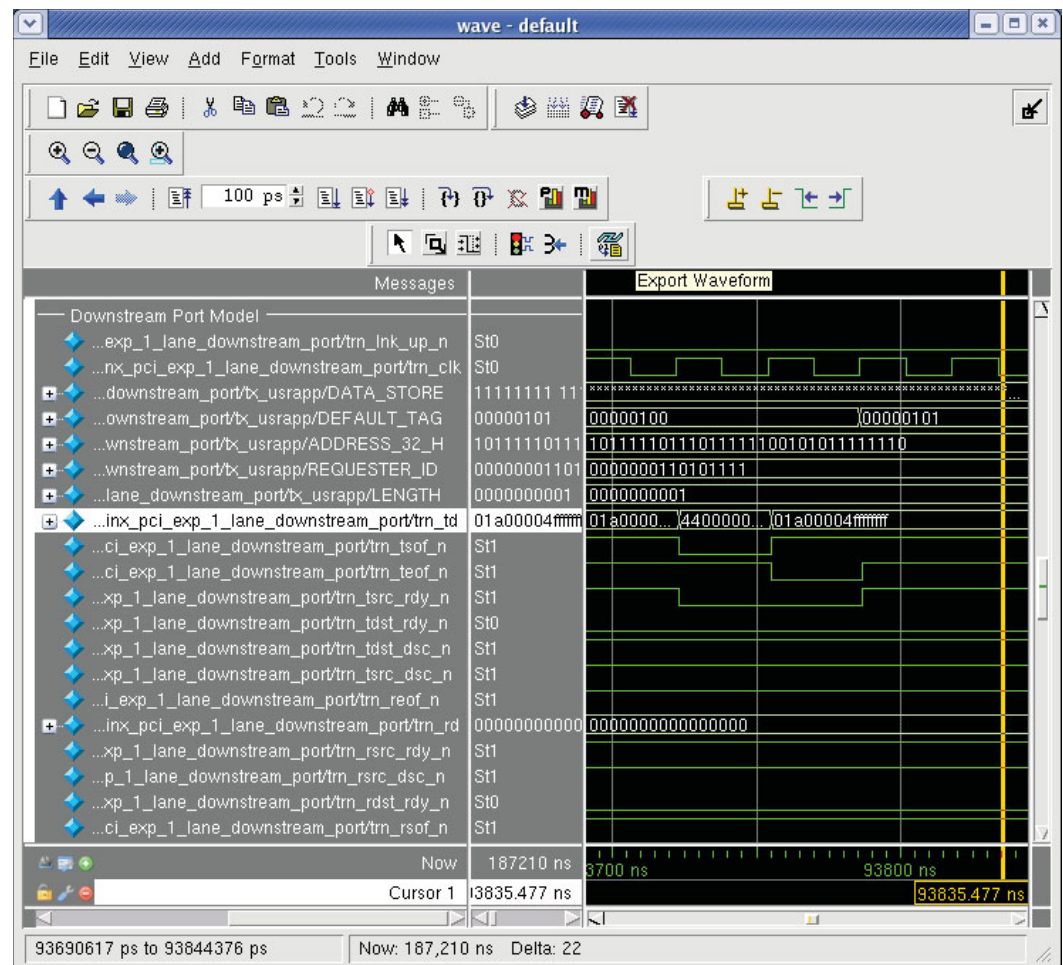 wave - default
File Edit View Add Format Tools Window
100 ps
Messages
Export Waveform
Downstream Port Model
...exp_1_lane_downstream_port/trn_lnk_up_n St0
...nx_pci_exp_1_lane_downstream_port/trn_clk St0
...downstream_port/tx_usrapp/DATA_STORE 11111111 11
...ownstream_port/tx_usrapp/DEFAULT_TAG 00000101 00000100 00000101
...wnstream_port/tx_usrapp/ADDRESS_32_H 10111110111 10111110111011111100101011111110
...wnstream_port/tx_usrapp/REQUESTER_ID 00000001101 0000000110101111
...lane_downstream_port/tx_usrapp/LENGTH 0000000001 0000000001
...inx_pci_exp_1_lane_downstream_port/trn_td 01a00004ffffff 01a0000... 4400000... 01a00004ffffffff
...ci_exp_1_lane_downstream_port/trn_tsof_n St1
...ci_exp_1_lane_downstream_port/trn_teof_n St1
...xp_1_lane_downstream_port/trn_tsrc_rdy_n St1
...xp_1_lane_downstream_port/trn_tdst_rdy_n St0
...xp_1_lane_downstream_port/trn_tdst_dsc_n St1
...xp_1_lane_downstream_port/trn_tsrc_dsc_n St1
...i_exp_1_lane_downstream_port/trn_reof_n St1
...inx_pci_exp_1_lane_downstream_port/trn_rd 00000000000 0000000000000000
...xp_1_lane_downstream_port/trn_rsrc_rdy_n St1
...p_1_lane_downstream_port/trn_rsrc_dsc_n St1
...xp_1_lane_downstream_port/trn_rdst_rdy_n St0
...ci_exp_1_lane_downstream_port/trn_rsof_n St1
Now 187210 ns 3700 ns 93800 ns
Cursor 1 3835.477 ns 93835.477 ns
93690617 ps to 93844376 ps Now: 187,210 ns Delta: 22